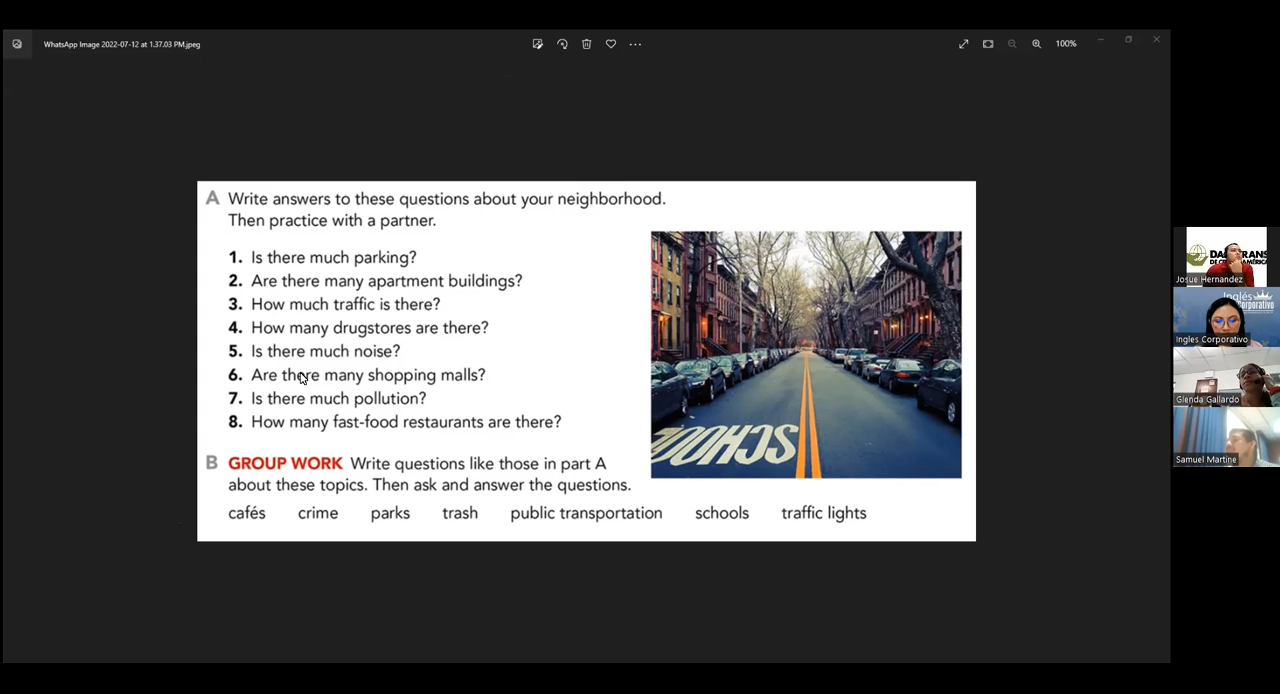 WhatsApp Image 2022-07-12 at 1.37.03 PM.jpeg
100%
A Write answers to these questions about your neighborhood.
Then practice with a partner.
1. Is there much parking?
2. Are there many apartment buildings?
3. How much traffic is there?
4. How many drugstores are there?
5. Is there much noise?
6. Are there many shopping malls?
7. Is there much pollution?
8. How many fast-food restaurants are there?
SCHOOL
B GROUP WORK Write questions like those in part A
about these topics. Then ask and answer the questions.
cafés crime parks trash public transportation schools traffic lights
Josue Hernandez
Inglés
Corporativo
Ingles Corporativo
Glenda Gallardo
Samuel Martine